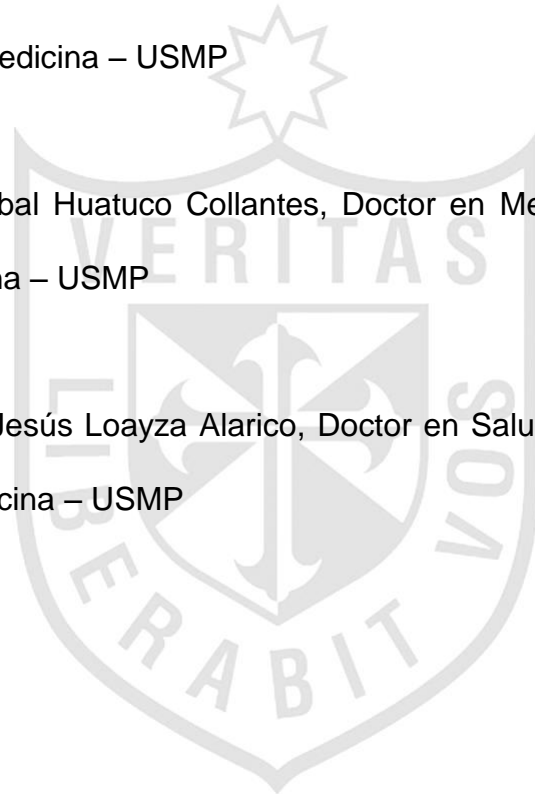 edicina – USMP
bal Huatuco Collantes, Doctor en Me
na – USMP
Jesús Loayza Alarico, Doctor en Salu
cina – USMP
VERITAS
LIBERABIT VOS